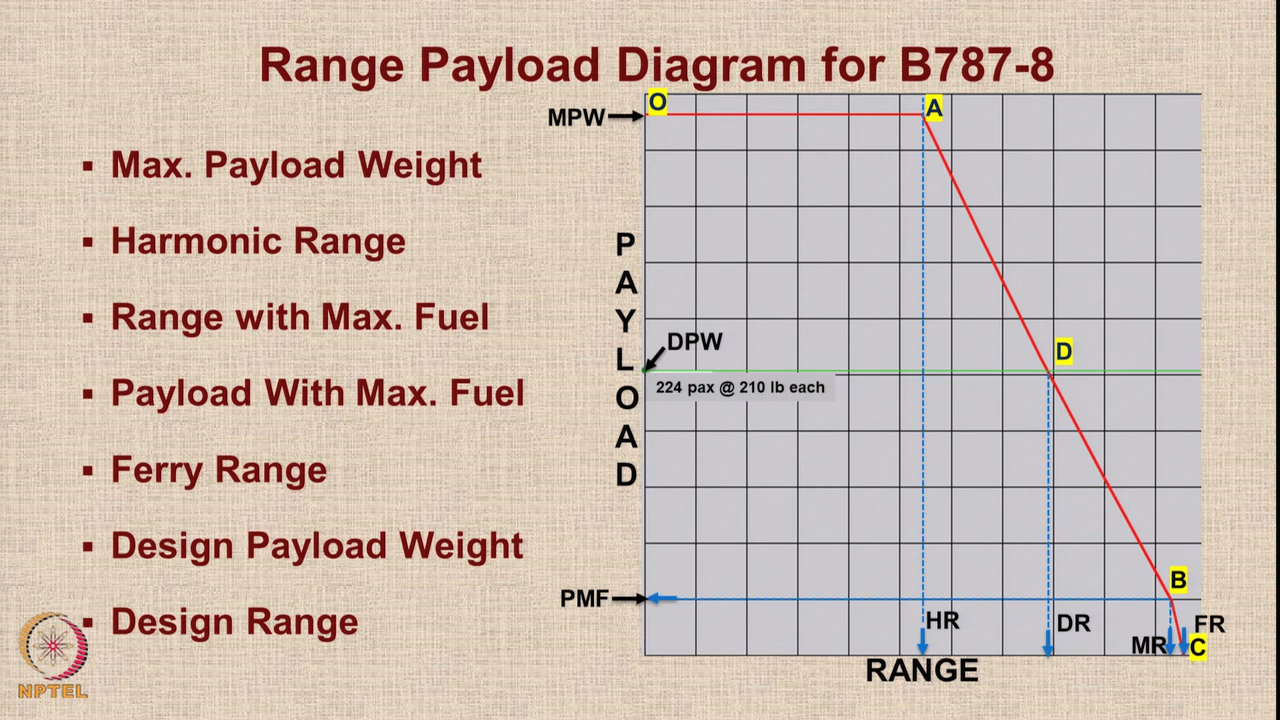 Range Payload Diagram for B787-8
▪ Max. Payload Weight
▪ Harmonic Range
▪ Range with Max. Fuel
▪ Payload With Max. Fuel
▪ Ferry Range
▪ Design Payload Weight
▪ Design Range
MPW
O
A
PAYLOAD
DPW
D
224 pax @ 210 lb each
B
PMF
HR
DR
FR
MR
C
RANGE
NPTEL